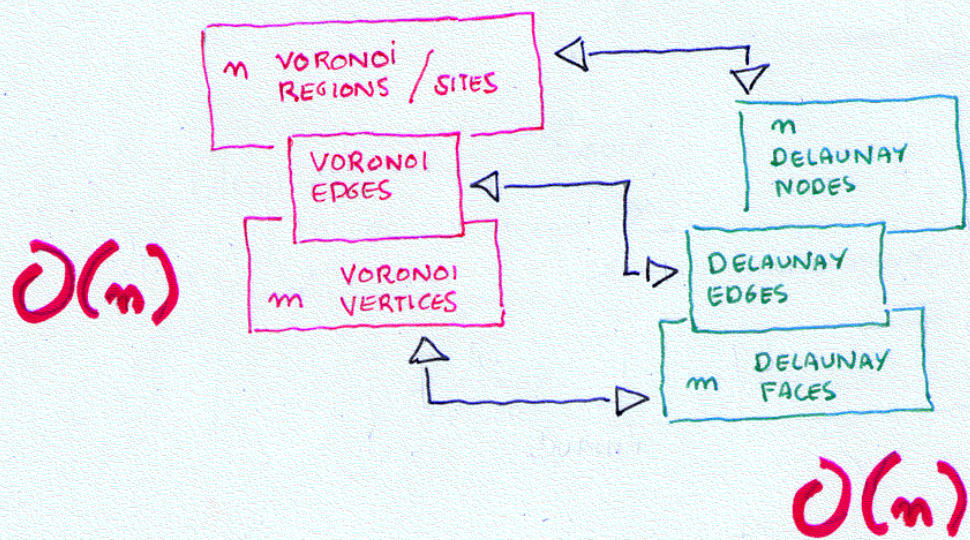 n VORONOI
REGIONS / SITES
VORONOI
EDGES
m VORONOI
VERTICES
O(n)
n
DELAUNAY
NODES
DELAUNAY
EDGES
m DELAUNAY
FACES
O(n)